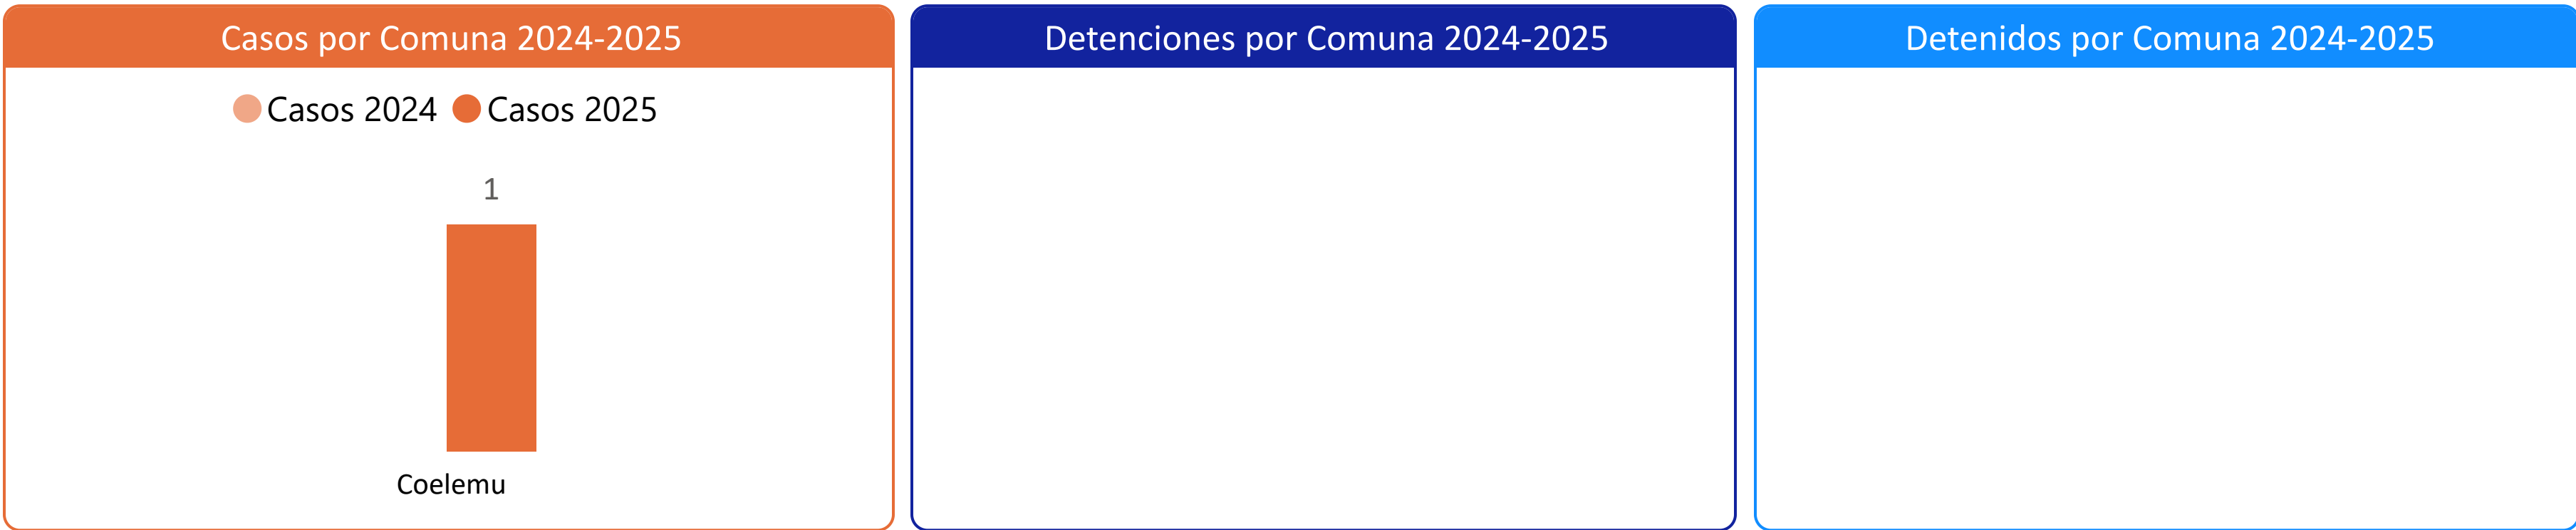 Casos por Comuna 2024-2025
Casos 2024 Casos 2025
1
Coelemu
Detenciones por Comuna 2024-2025
Detenidos por Comuna 2024-2025